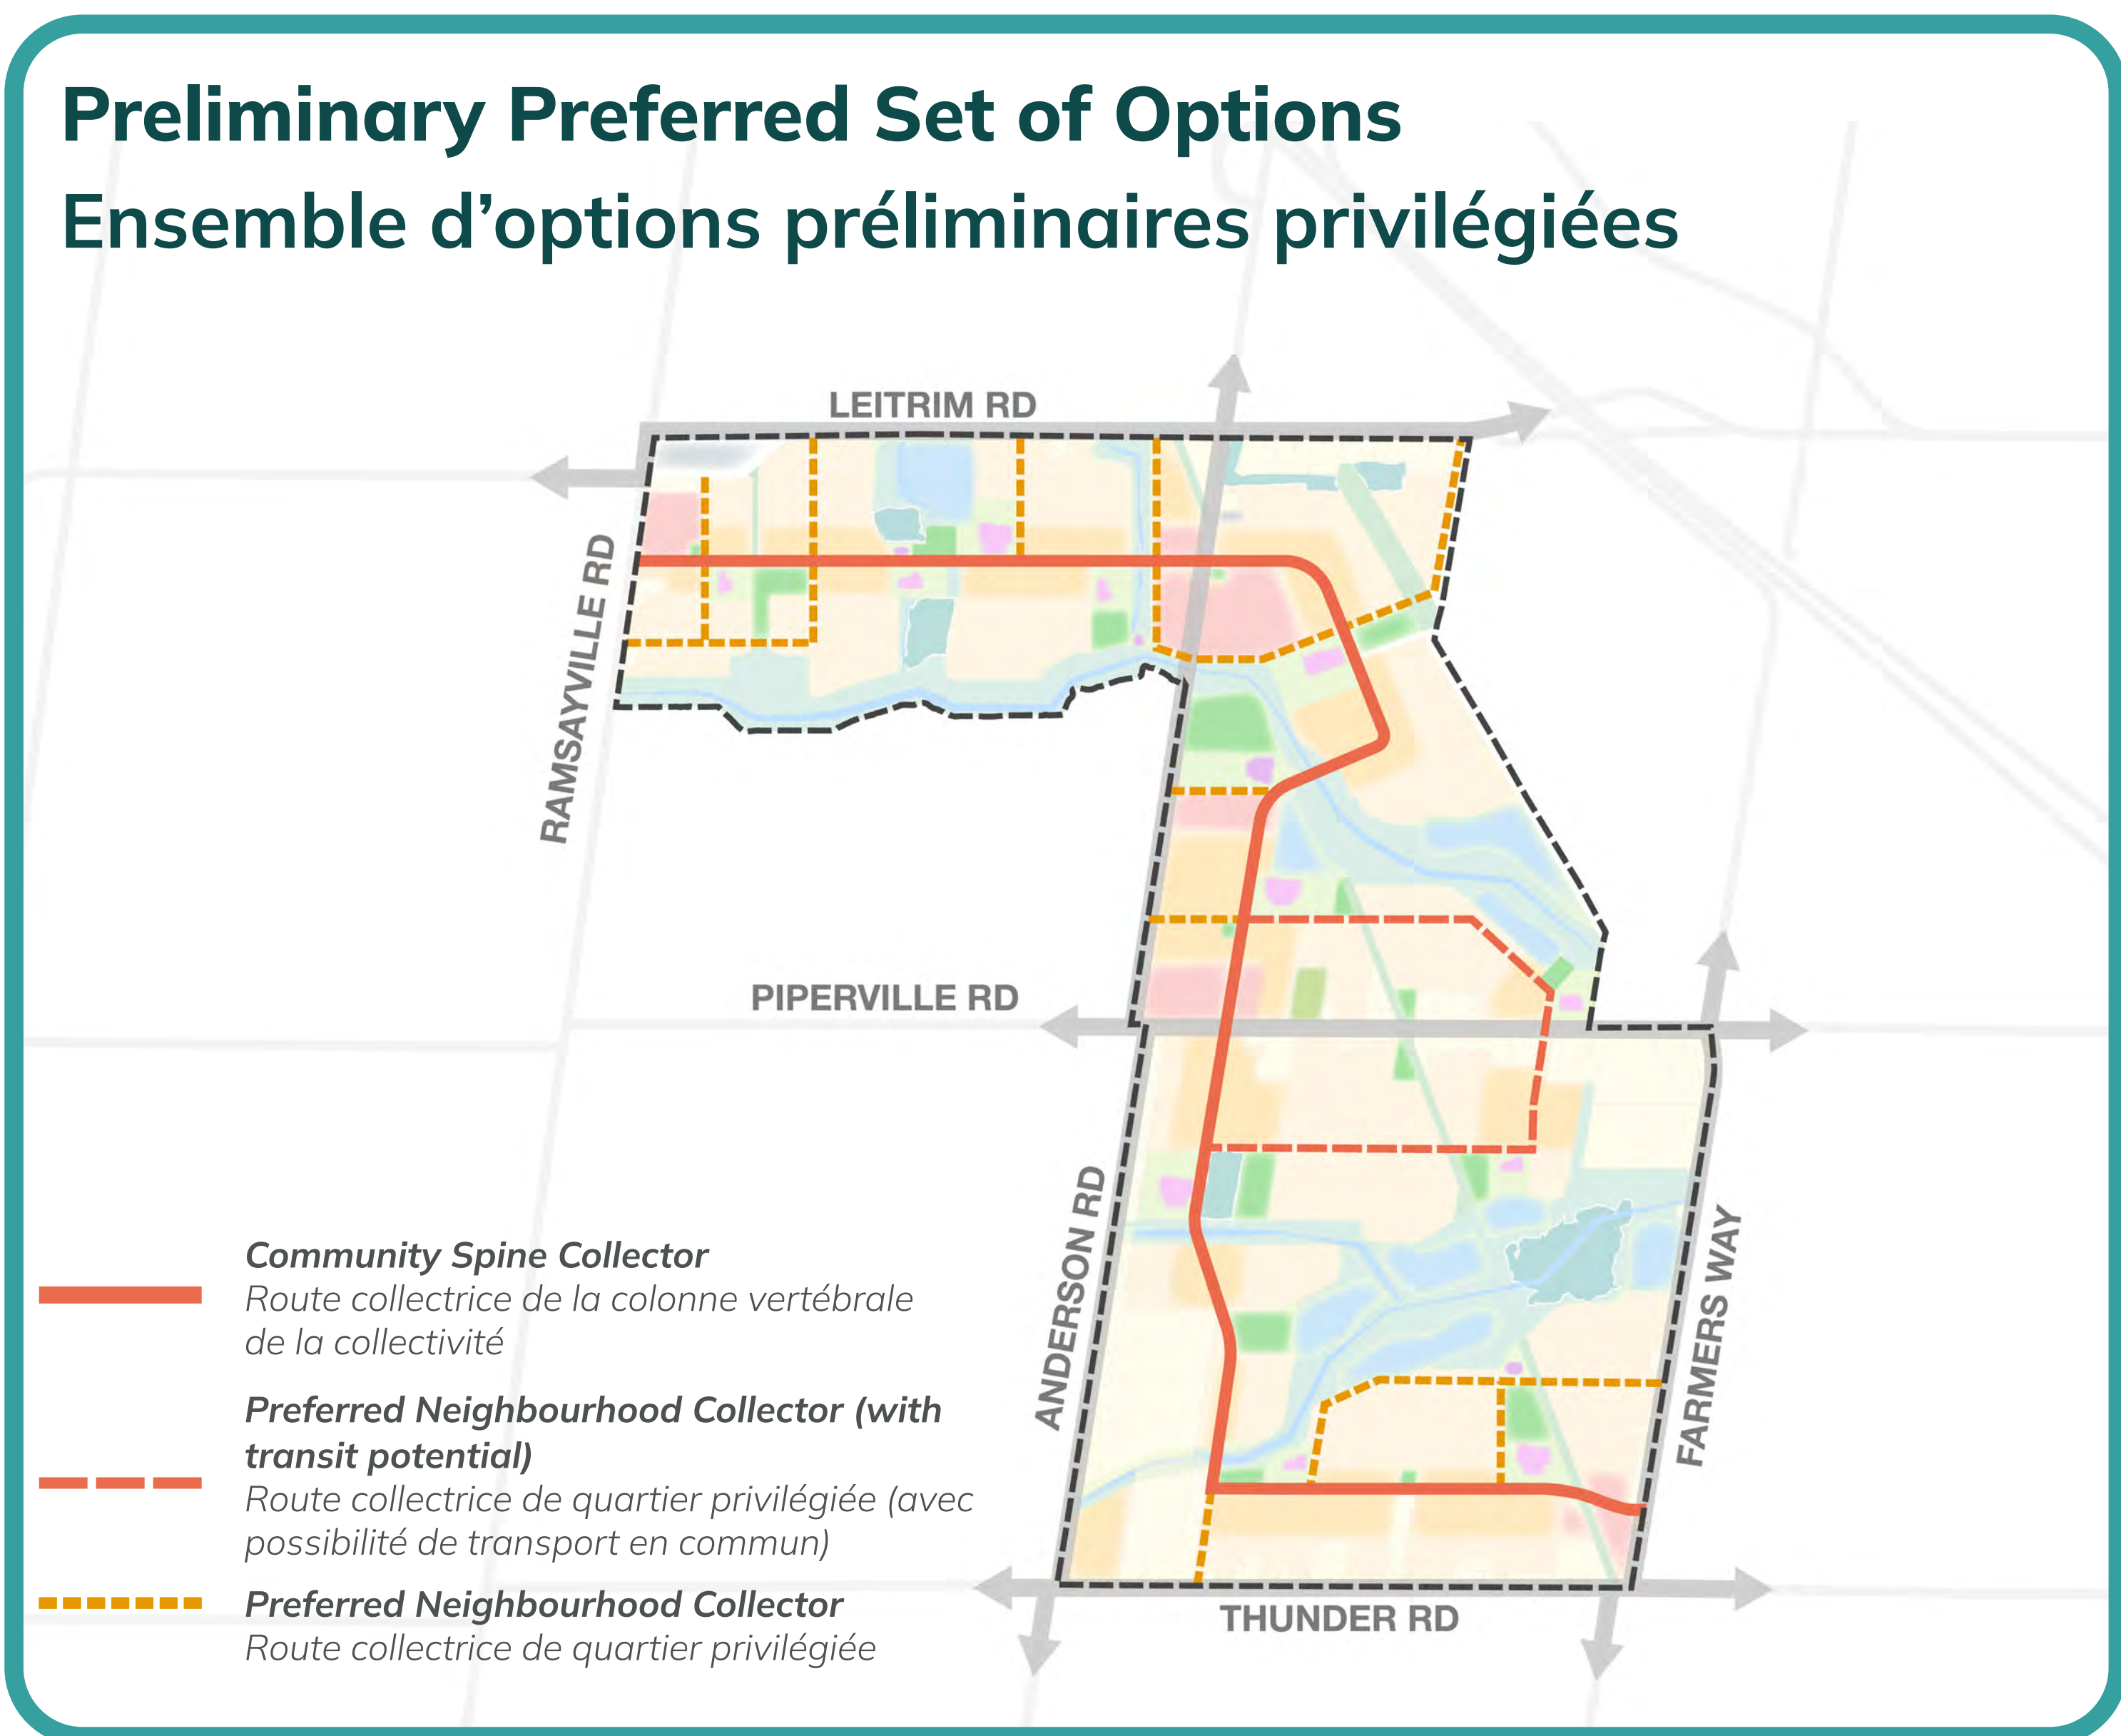 Preliminary Preferred Set of Options
Ensemble d’options préliminaires privilégiées
LEITRIM RD
RAMSAYVILLE RD
PIPERVILLE RD
ANDERSON RD
FARMERS WAY
THUNDER RD
Community Spine Collector
Route collectrice de la colonne vertébrale
de la collectivité
Preferred Neighbourhood Collector (with
transit potential)
Route collectrice de quartier privilégiée (avec
possibilité de transport en commun)
Preferred Neighbourhood Collector
Route collectrice de quartier privilégiée